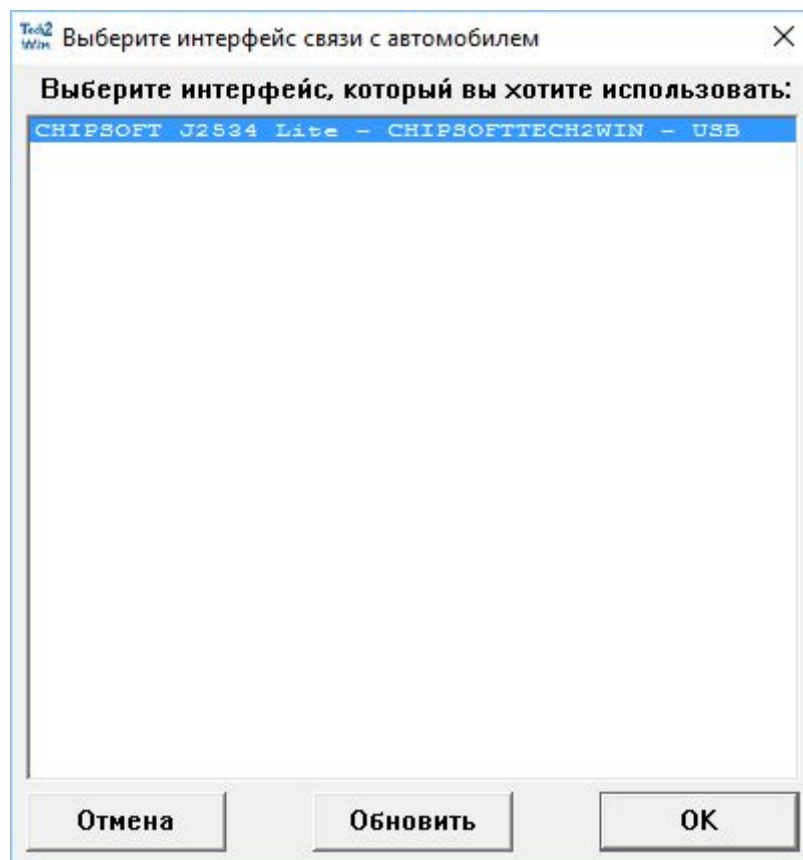 Tech2
Win Выберите интерфейс связи с автомобилем
Выберите интерфейс, который вы хотите использовать:
CHIPSOFT J2534 Lite - CHIPSOFTTECH2WIN - USB
Отмена Обновить OK